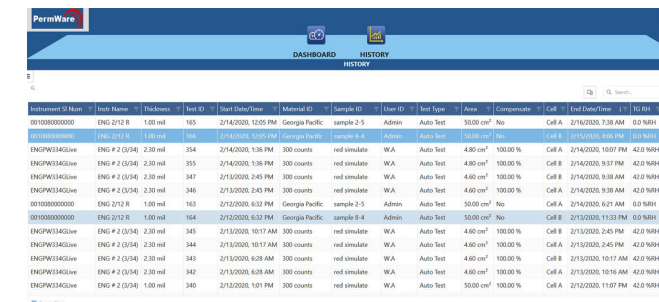 PermWare
DASHBOARD HISTORY
HISTORY
Search...
Instrument Sl Num Instr Name Thickness Test ID Start Date/Time Material ID Sample ID User ID Test Type Area Compensate Cell End Date/Time TG RH
0010080000000 ENG 2/12 R 1.00 mil 165 2/14/2020, 12:05 PM Georgia Pacific sample 2-5 Admin Auto Test 50.00 cm² No Cell A 2/16/2020, 7:38 AM 0.0 %RH
0010080000000 ENG 2/12 R 1.00 mil 166 2/14/2020, 12:05 PM Georgia Pacific sample 8-4 Admin Auto Test 50.00 cm² No Cell B 2/15/2020, 4:06 PM 0.0 %RH
ENGPW334GLive ENG # 2 (3/34) 2.30 mil 354 2/14/2020, 1:36 PM 300 counts red simulate W.A Auto Test 4.80 cm² 100.00 % Cell A 2/14/2020, 10:07 PM 42.0 %RH
ENGPW334GLive ENG # 2 (3/34) 2.30 mil 355 2/14/2020, 1:36 PM 300 counts red simulate W.A Auto Test 4.80 cm² 100.00 % Cell B 2/14/2020, 9:37 PM 42.0 %RH
ENGPW334GLive ENG # 2 (3/34) 2.30 mil 347 2/13/2020, 2:45 PM 300 counts red simulate W.A Auto Test 4.60 cm² 100.00 % Cell B 2/14/2020, 9:38 AM 42.0 %RH
ENGPW334GLive ENG # 2 (3/34) 2.30 mil 346 2/13/2020, 2:45 PM 300 counts red simulate W.A Auto Test 4.60 cm² 100.00 % Cell A 2/14/2020, 9:38 AM 42.0 %RH
0010080000000 ENG 2/12 R 1.00 mil 163 2/12/2020, 6:32 PM Georgia Pacific sample 2-5 Admin Auto Test 50.00 cm² No Cell A 2/14/2020, 6:21 AM 0.0 %RH
0010080000000 ENG 2/12 R 1.00 mil 164 2/12/2020, 6:32 PM Georgia Pacific sample 8-4 Admin Auto Test 50.00 cm² No Cell B 2/13/2020, 11:33 PM 0.0 %RH
ENGPW334GLive ENG # 2 (3/34) 2.30 mil 345 2/13/2020, 10:17 AM 300 counts red simulate W.A Auto Test 4.60 cm² 100.00 % Cell B 2/13/2020, 2:45 PM 42.0 %RH
ENGPW334GLive ENG # 2 (3/34) 2.30 mil 344 2/13/2020, 10:17 AM 300 counts red simulate W.A Auto Test 4.60 cm² 100.00 % Cell A 2/13/2020, 2:45 PM 42.0 %RH
ENGPW334GLive ENG # 2 (3/34) 2.30 mil 343 2/13/2020, 6:28 AM 300 counts red simulate W.A Auto Test 4.60 cm² 100.00 % Cell B 2/13/2020, 10:17 AM 42.0 %RH
ENGPW334GLive ENG # 2 (3/34) 2.30 mil 342 2/13/2020, 6:28 AM 300 counts red simulate W.A Auto Test 4.60 cm² 100.00 % Cell A 2/13/2020, 10:16 AM 42.0 %RH
ENGPW334GLive ENG # 2 (3/34) 1.00 mil 340 2/12/2020, 1:01 PM 300 counts red simulate W.A Auto Test 50.00 cm² 100.00 % Cell A 2/12/2020, 11:07 PM 42.0 %RH